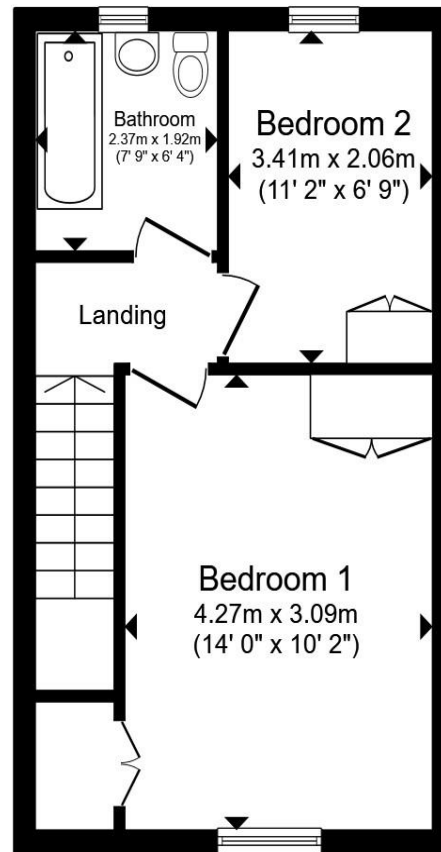 Bathroom
2.37m x 1.92m
(7' 9" x 6' 4")
Bedroom 2
3.41m x 2.06m
(11' 2" x 6' 9")
Landing
Bedroom 1
4.27m x 3.09m
(14' 0" x 10' 2")